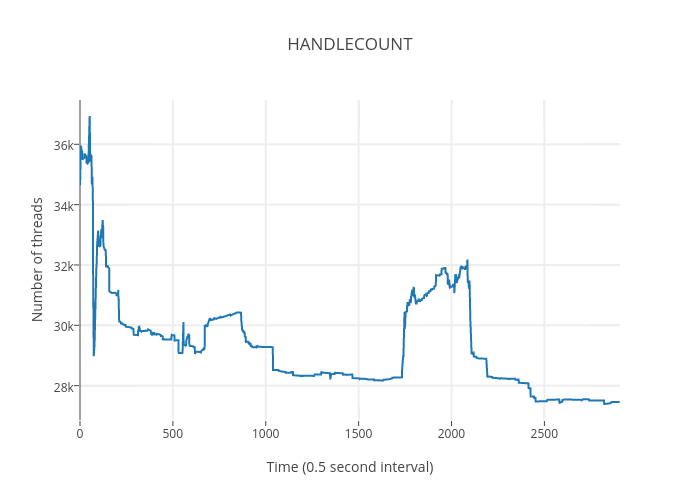 HANDLECOUNT
Number of threads
36k
34k
32k
30k
28k
0 500 1000 1500 2000 2500
Time (0.5 second interval)